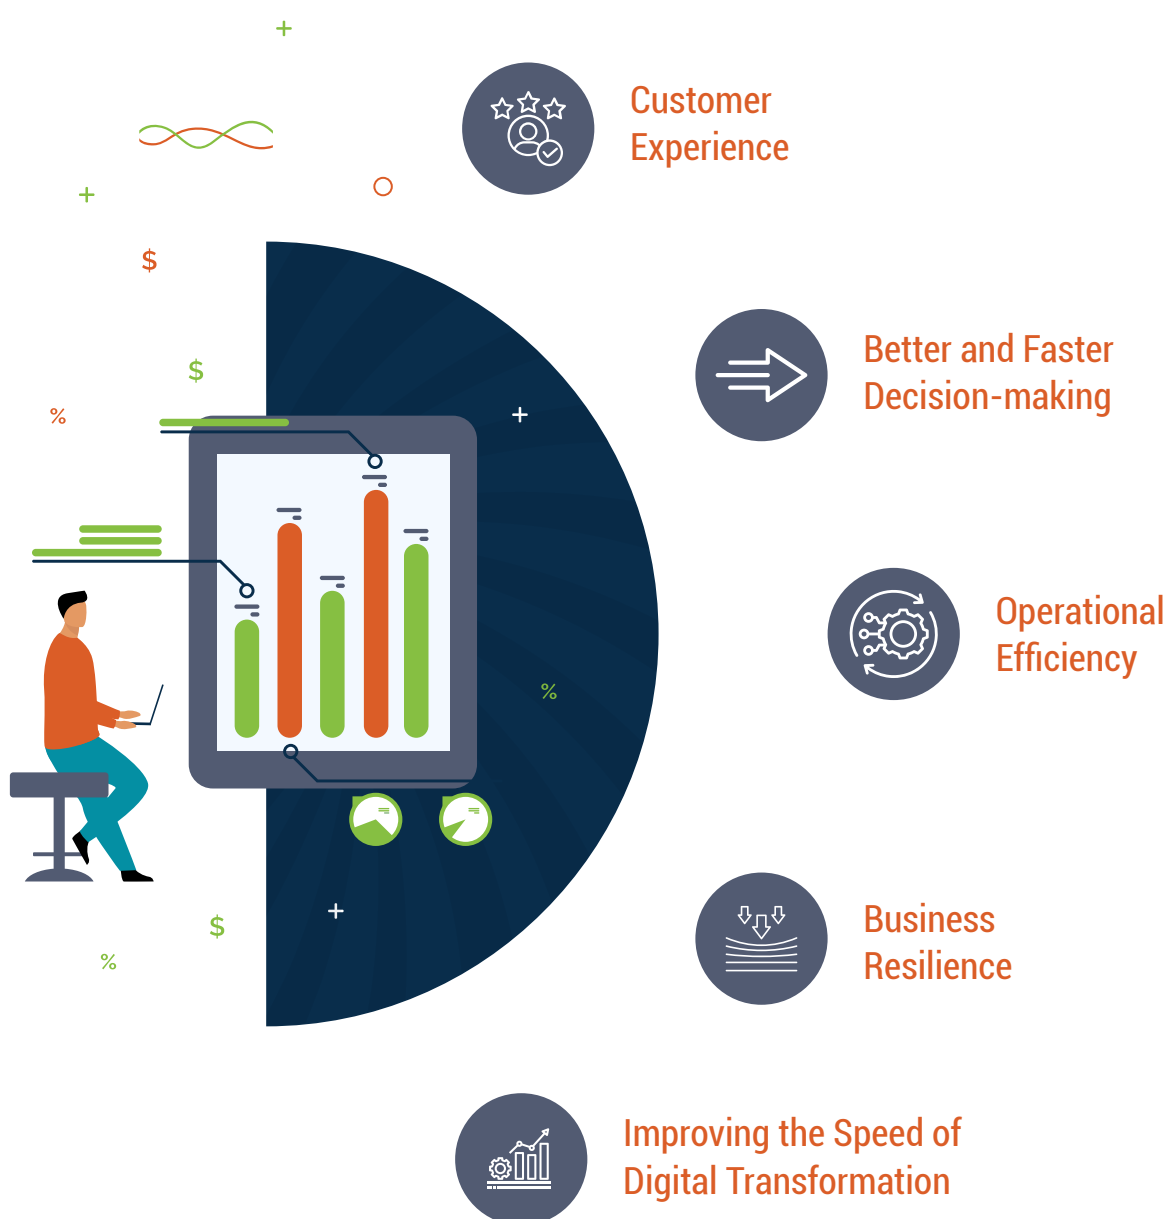 Customer
Experience
$
$
%
Better and Faster
Decision-making
Operational
Efficiency
%
Business
Resilience
$
%
Improving the Speed of
Digital Transformation